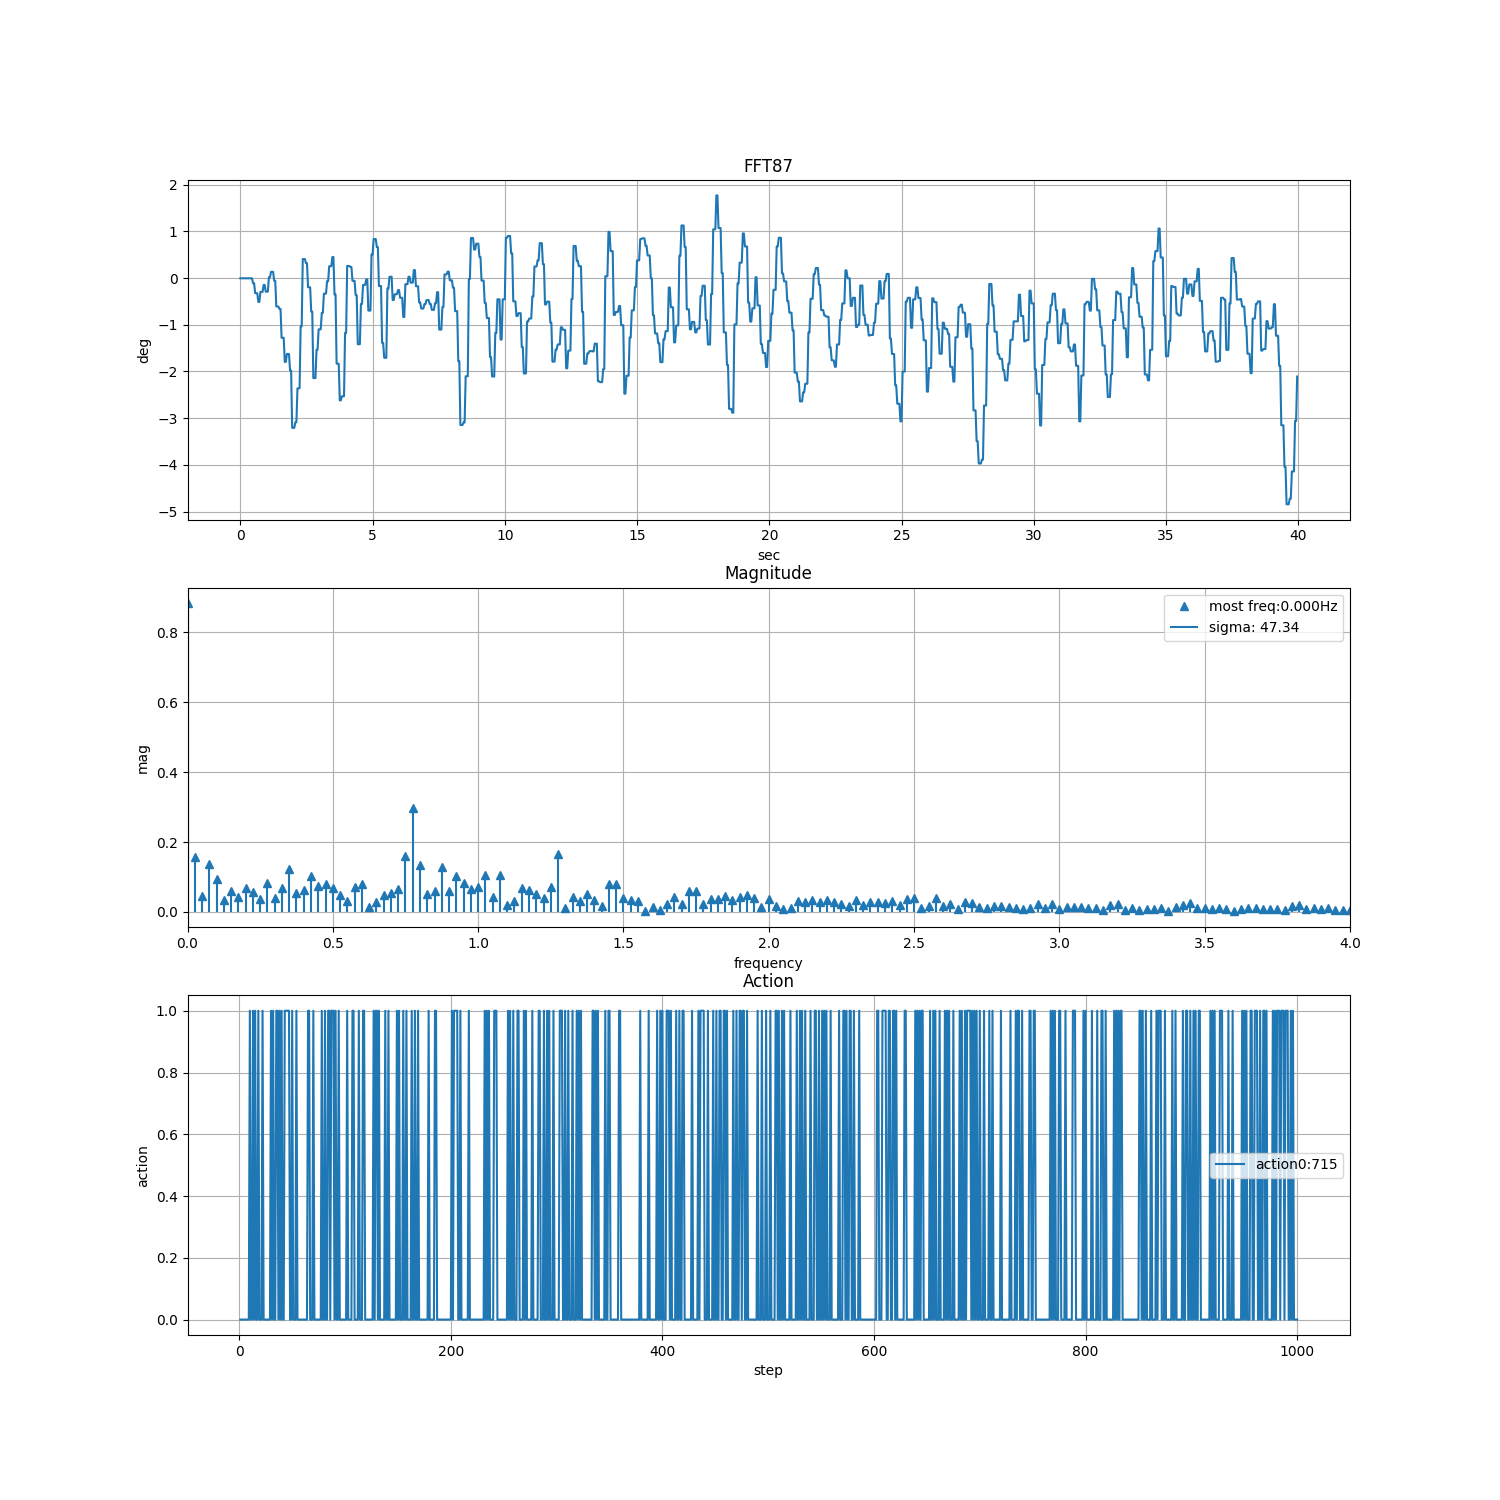 FFT87
2
1
0
−1
−2
−3
−4
−5
deg
0 5 10 15 20 25 30 35 40
sec
Magnitude
most freq:0.000Hz
sigma: 47.34
0.8
0.6
0.4
0.2
0.0
mag
0.0 0.5 1.0 1.5 2.0 2.5 3.0 3.5 4.0
frequency
Action
1.0
0.8
0.6
0.4
0.2
0.0
action
action0:715
0 200 400 600 800 1000
step